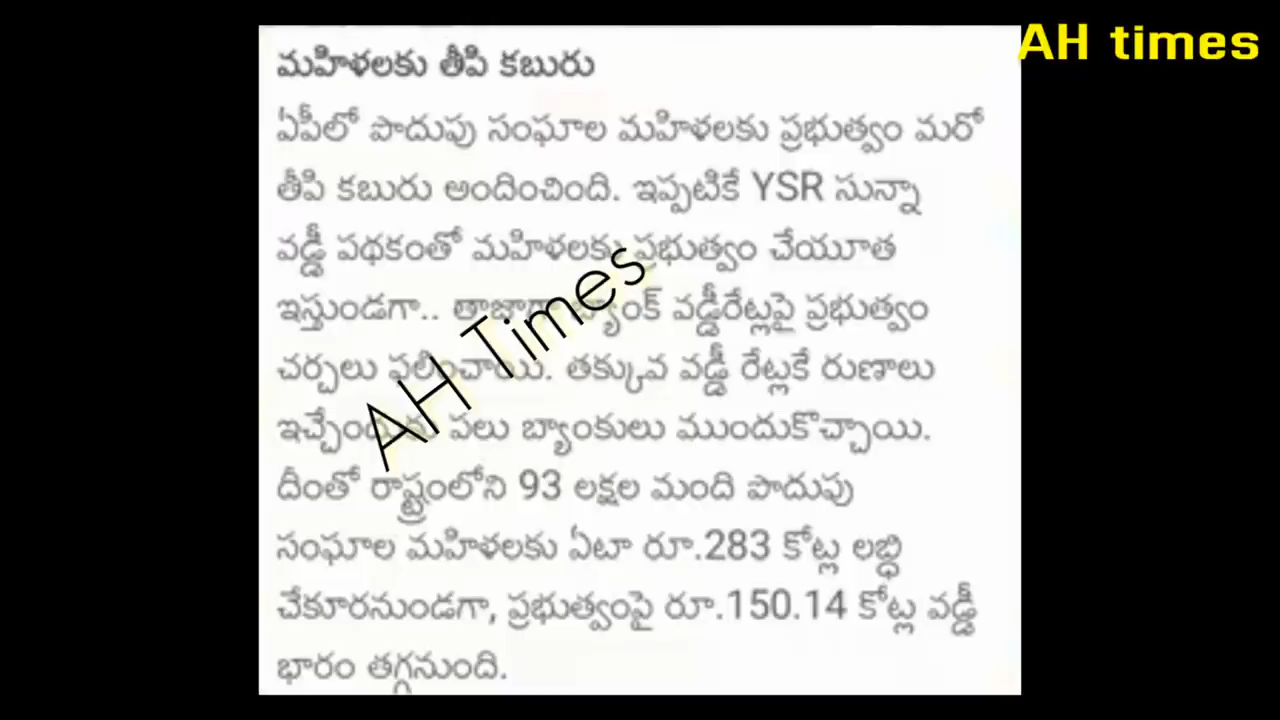 AH times
మహిళలకు తీపి కబురు
ఏపీలో పొదుపు సంఘాల మహిళలకు ప్రభుత్వం మరో
తీపి కబురు అందించింది. ఇప్పటికే YSR సున్నా
వడ్డీ పథకంతో మహిళలకు ప్రభుత్వం చేయూత
ఇస్తుండగా.. తాజాగా బ్యాంక్ వడ్డీరేట్లపై ప్రభుత్వం
చర్చలు ఫలించాయి. తక్కువ వడ్డీ రేట్లకే రుణాలు
ఇచ్చేందుకు పలు బ్యాంకులు ముందుకొచ్చాయి.
దీంతో రాష్ట్రంలోని 93 లక్షల మంది పొదుపు
సంఘాల మహిళలకు ఏటా రూ.283 కోట్ల లబ్ధి
చేకూరనుండగా, ప్రభుత్వంపై రూ.150.14 కోట్ల వడ్డీ
భారం తగ్గనుంది.
AH Times